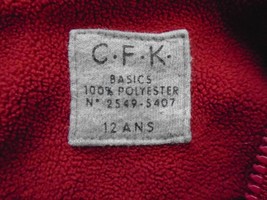 C·F·K·
BASICS
100% POLYESTER
N° 2549-5407
12 ANS